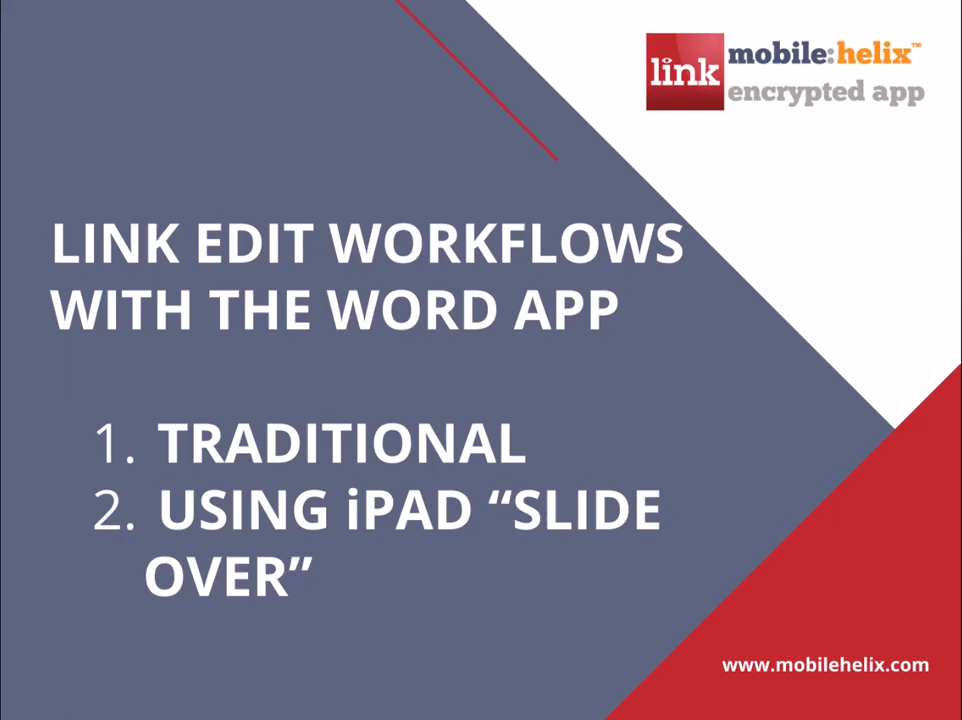 link mobile:helix™
encrypted app
LINK EDIT WORKFLOWS
WITH THE WORD APP
1. TRADITIONAL
2. USING iPAD “SLIDE
OVER”
www.mobilehelix.com